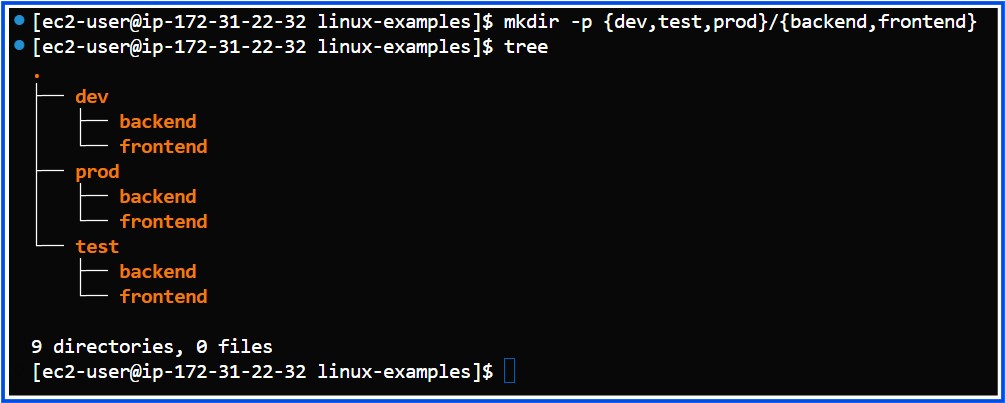 [ec2-user@ip-172-31-22-32 linux-examples]$ mkdir -p {dev,test,prod}/{backend,frontend}
[ec2-user@ip-172-31-22-32 linux-examples]$ tree
.
├── dev
│   ├── backend
│   └── frontend
├── prod
│   ├── backend
│   └── frontend
└── test
    ├── backend
    └── frontend
9 directories, 0 files
[ec2-user@ip-172-31-22-32 linux-examples]$